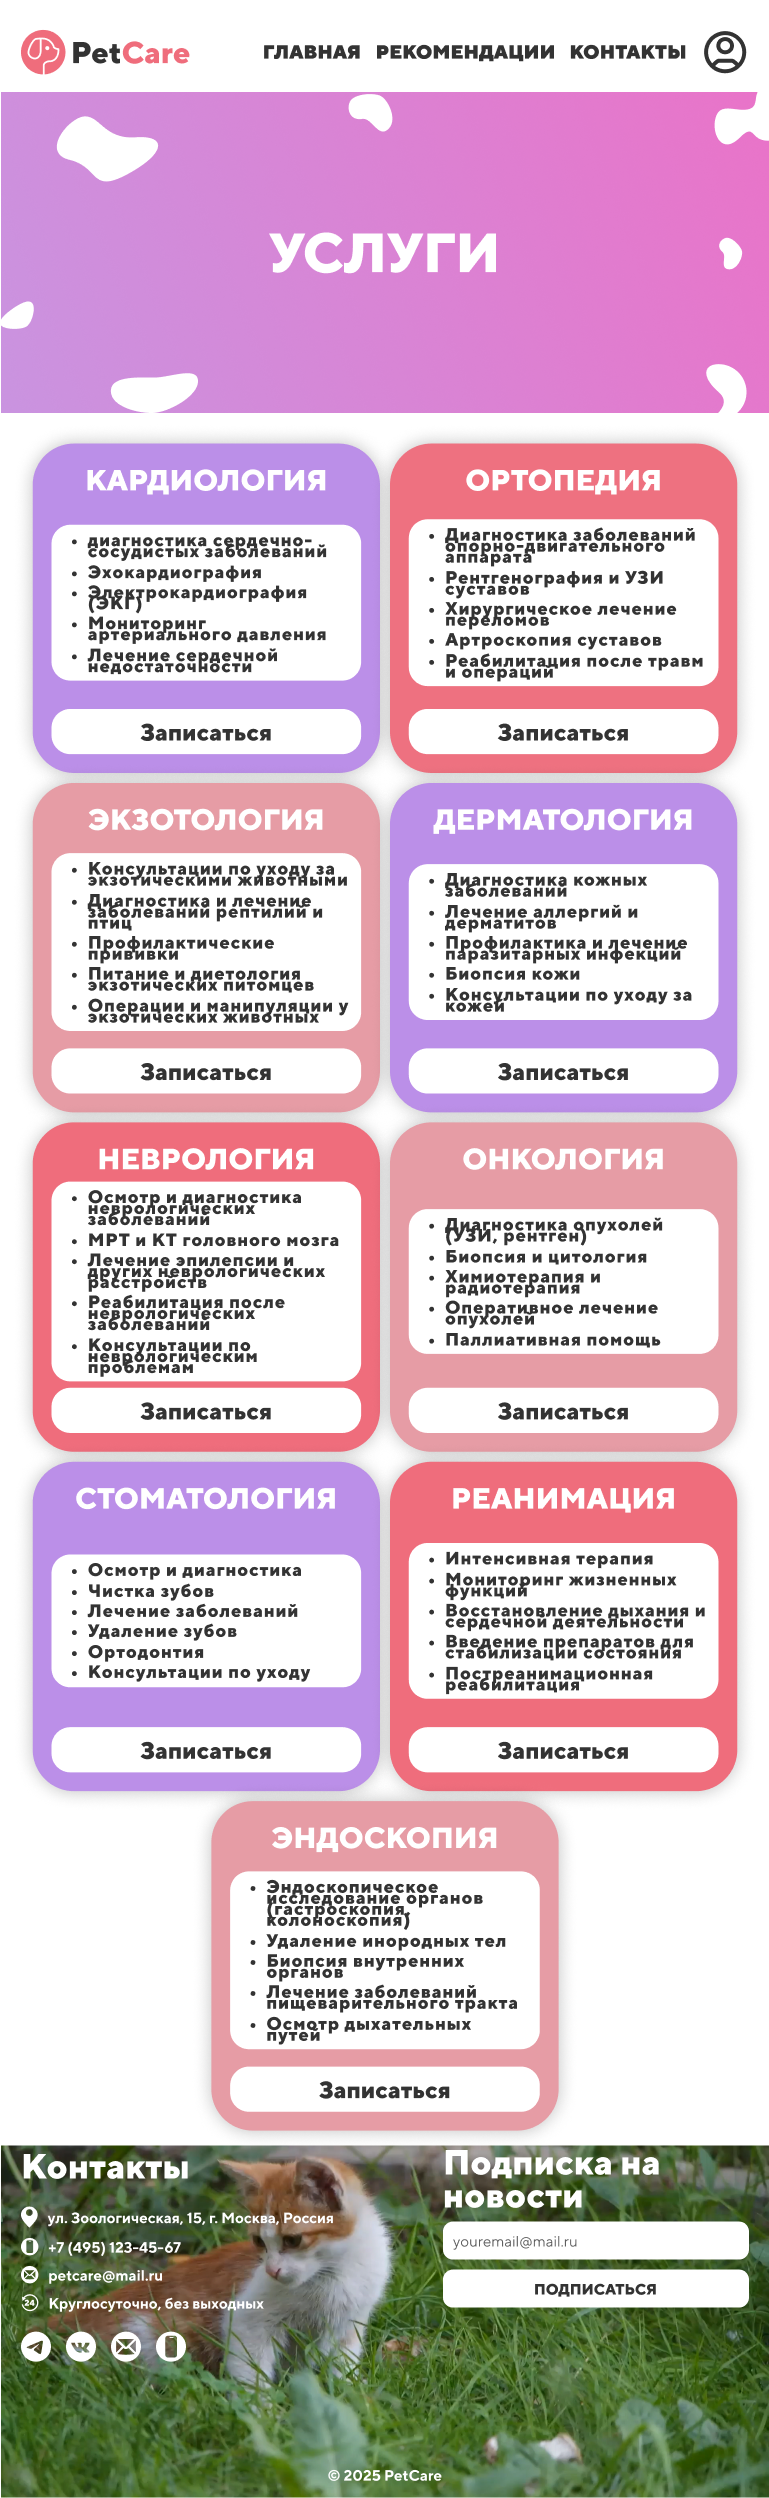 PetCare
ГЛАВНАЯ РЕКОМЕНДАЦИИ КОНТАКТЫ
УСЛУГИ
КАРДИОЛОГИЯ
• диагностика сердечно-
сосудистых заболеваний
• Эхокардиография
• Электрокардиография
(ЭКГ)
• Мониторинг
артериального давления
• Лечение сердечной
недостаточности
Записаться
ОРТОПЕДИЯ
• Диагностика заболеваний
опорно-двигательного
аппарата
• Рентгенография и УЗИ
суставов
• Хирургическое лечение
переломов
• Артроскопия суставов
• Реабилитация после травм
и операций
Записаться
ЭКЗОТОЛОГИЯ
• Консультации по уходу за
экзотическими животными
• Диагностика и лечение
заболеваний рептилий и
птиц
• Профилактические
прививки
• Питание и диетология
экзотических питомцев
• Операции и манипуляции у
экзотических животных
Записаться
ДЕРМАТОЛОГИЯ
• Диагностика кожных
заболеваний
• Лечение аллергий и
дерматитов
• Профилактика и лечение
паразитарных инфекций
• Биопсия кожи
• Консультации по уходу за
кожей
Записаться
НЕВРОЛОГИЯ
• Осмотр и диагностика
неврологических
заболеваний
• МРТ и КТ головного мозга
• Лечение эпилепсии и
других неврологических
расстройств
• Реабилитация после
неврологических
заболеваний
• Консультации по
неврологическим
проблемам
Записаться
ОНКОЛОГИЯ
• Диагностика опухолей
(УЗИ, рентген)
• Биопсия и цитология
• Химиотерапия и
радиотерапия
• Оперативное лечение
опухолей
• Паллиативная помощь
Записаться
СТОМАТОЛОГИЯ
• Осмотр и диагностика
• Чистка зубов
• Лечение заболеваний
• Удаление зубов
• Ортодонтия
• Консультации по уходу
Записаться
РЕАНИМАЦИЯ
• Интенсивная терапия
• Мониторинг жизненных
функций
• Восстановление дыхания и
сердечной деятельности
• Введение препаратов для
стабилизации состояния
• Постреанимационная
реабилитация
Записаться
ЭНДОСКОПИЯ
• Эндоскопическое
исследование органов
(гастроскопия,
колоноскопия)
• Удаление инородных тел
• Биопсия внутренних
органов
• Лечение заболеваний
пищеварительного тракта
• Осмотр дыхательных
путей
Записаться
Контакты
ул. Зоологическая, 15, г. Москва, Россия
+7 (495) 123-45-67
petcare@mail.ru
24
Круглосуточно, без выходных
Подписка на
новости
youremail@mail.ru
ПОДПИСАТЬСЯ
© 2025 PetCare